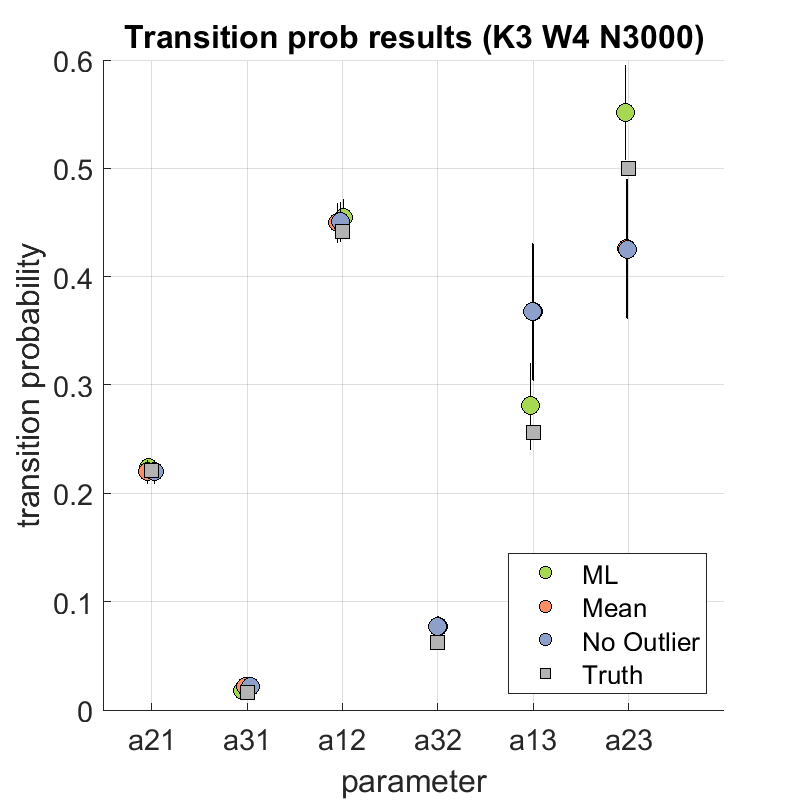 Transition prob results (K3 W4 N3000)
0.6
0.5
0.4
0.3
0.2
0.1
0
transition probability
ML
Mean
No Outlier
Truth
a21 a31 a12 a32 a13 a23
parameter